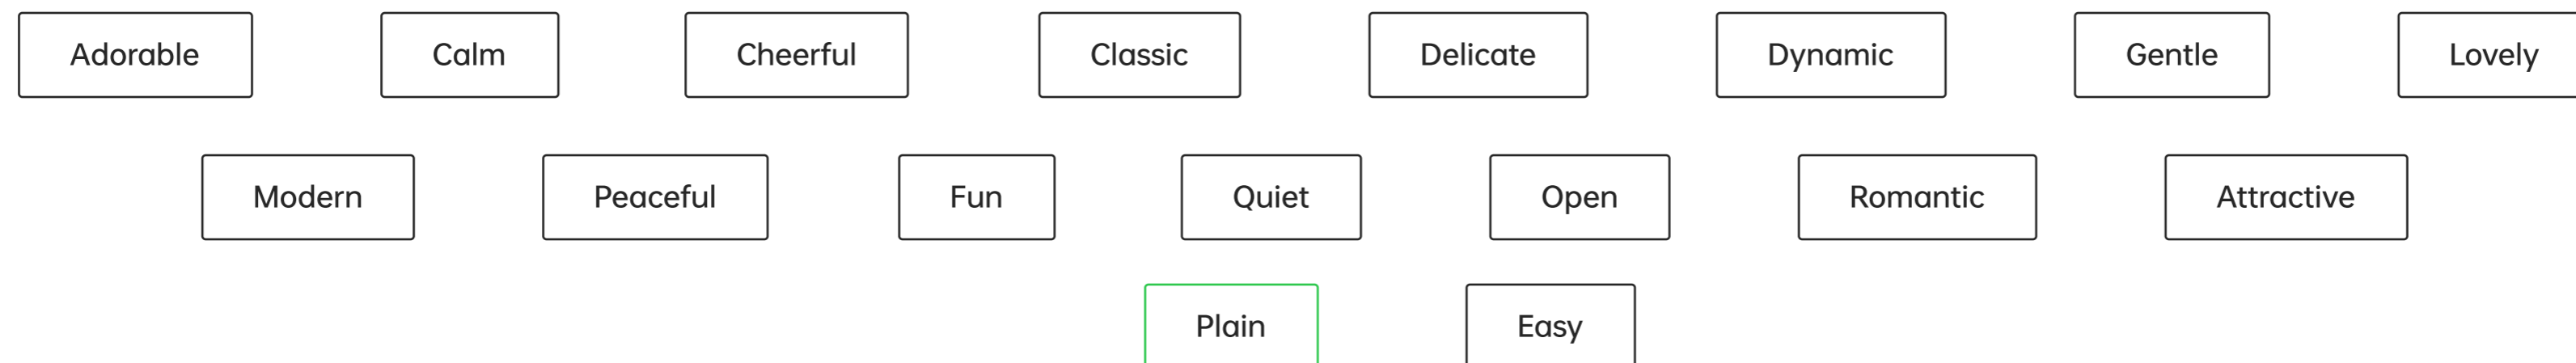 Adorable Calm Cheerful Classic Delicate Dynamic Gentle Lovely
Modern Peaceful Fun Quiet Open Romantic Attractive
Plain Easy